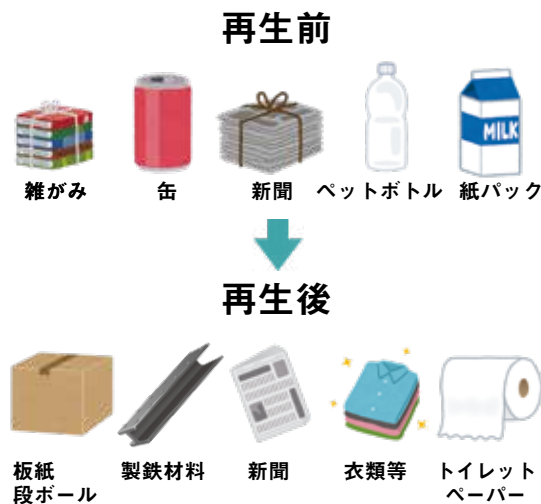 再生前
MILK
雑がみ 缶 新聞 ペットボトル 紙パック
再生後
板紙 製鉄材料 新聞 衣類等 トイレット
段ボール ペーパー